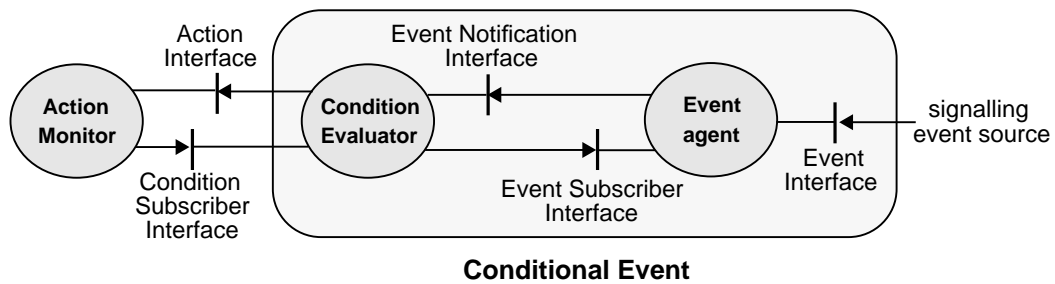 Action
Interface
Event Notification
Interface
Action
Monitor
Condition
Evaluator
Event
agent
signalling
event source
Condition
Subscriber
Interface
Event Subscriber
Interface
Event
Interface
Conditional Event